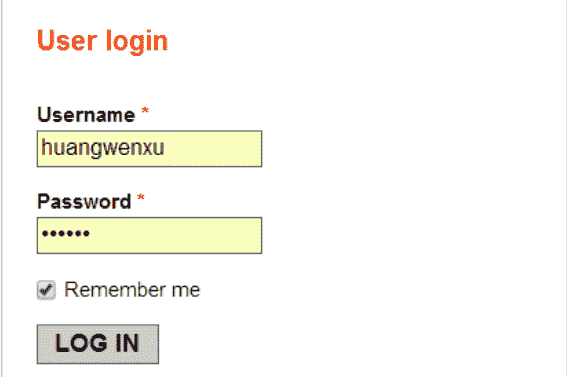 User login
Username *
huangwenxu
Password *
••••••
Remember me
LOG IN